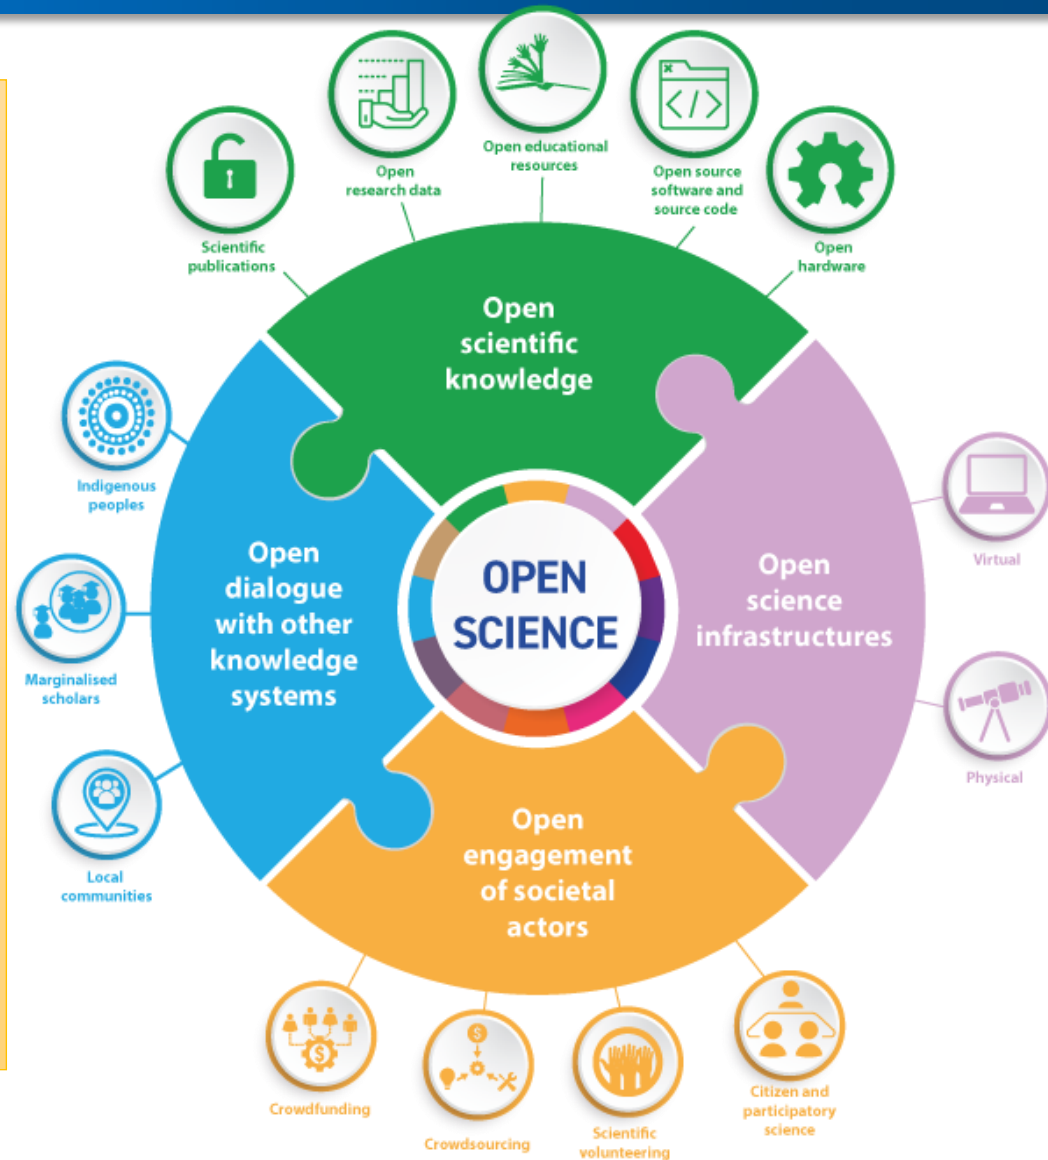 Open educational
resources
Open
research data
Open source
software and
source code
Scientific
publications
Open
hardware
Open
scientific
knowledge
Indigenous
peoples
Marginalised
scholars
Local
communities
Open
dialogue
with other
knowledge
systems
OPEN
SCIENCE
Open
science
infrastructures
Virtual
Physical
Open
engagement
of societal
actors
Crowdfunding
Crowdsourcing
Scientific
volunteering
Citizen and
participatory
science